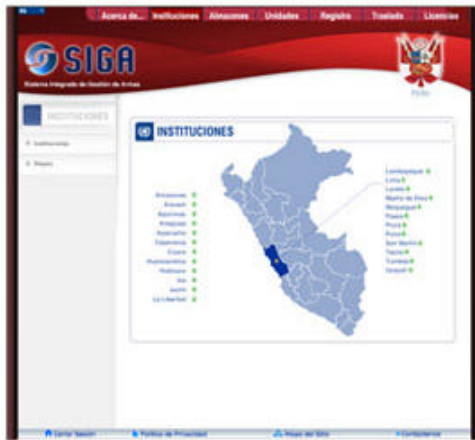 Acerca de... Instituciones Almacenes Unidades Registro Traslado Licencias
SIGA
Sistema Integrado de Gestión de Armas
INSTITUCIONES
Instituciones
Mapas
INSTITUCIONES
Amazonas
Ancash
Apurimac
Arequipa
Ayacucho
Cajamarca
Cusco
Huancavelica
Huánuco
Ica
Junín
La Libertad
Lambayeque
Lima
Loreto
Madre de Dios
Moquegua
Pasco
Piura
Puno
San Martín
Tacna
Tumbes
Ucayali
Cerrar Sesión Política de Privacidad Mapa del Sitio Contáctenos